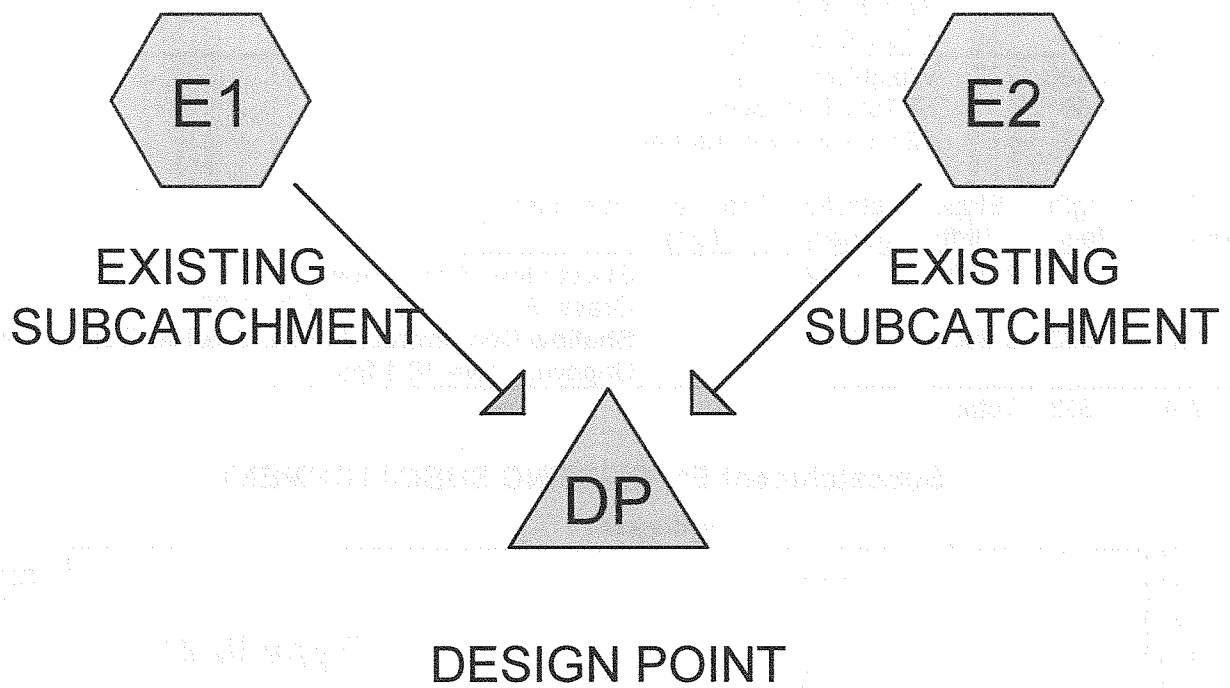 E1
E2
EXISTING
SUBCATCHMENT
EXISTING
SUBCATCHMENT
DP
DESIGN POINT